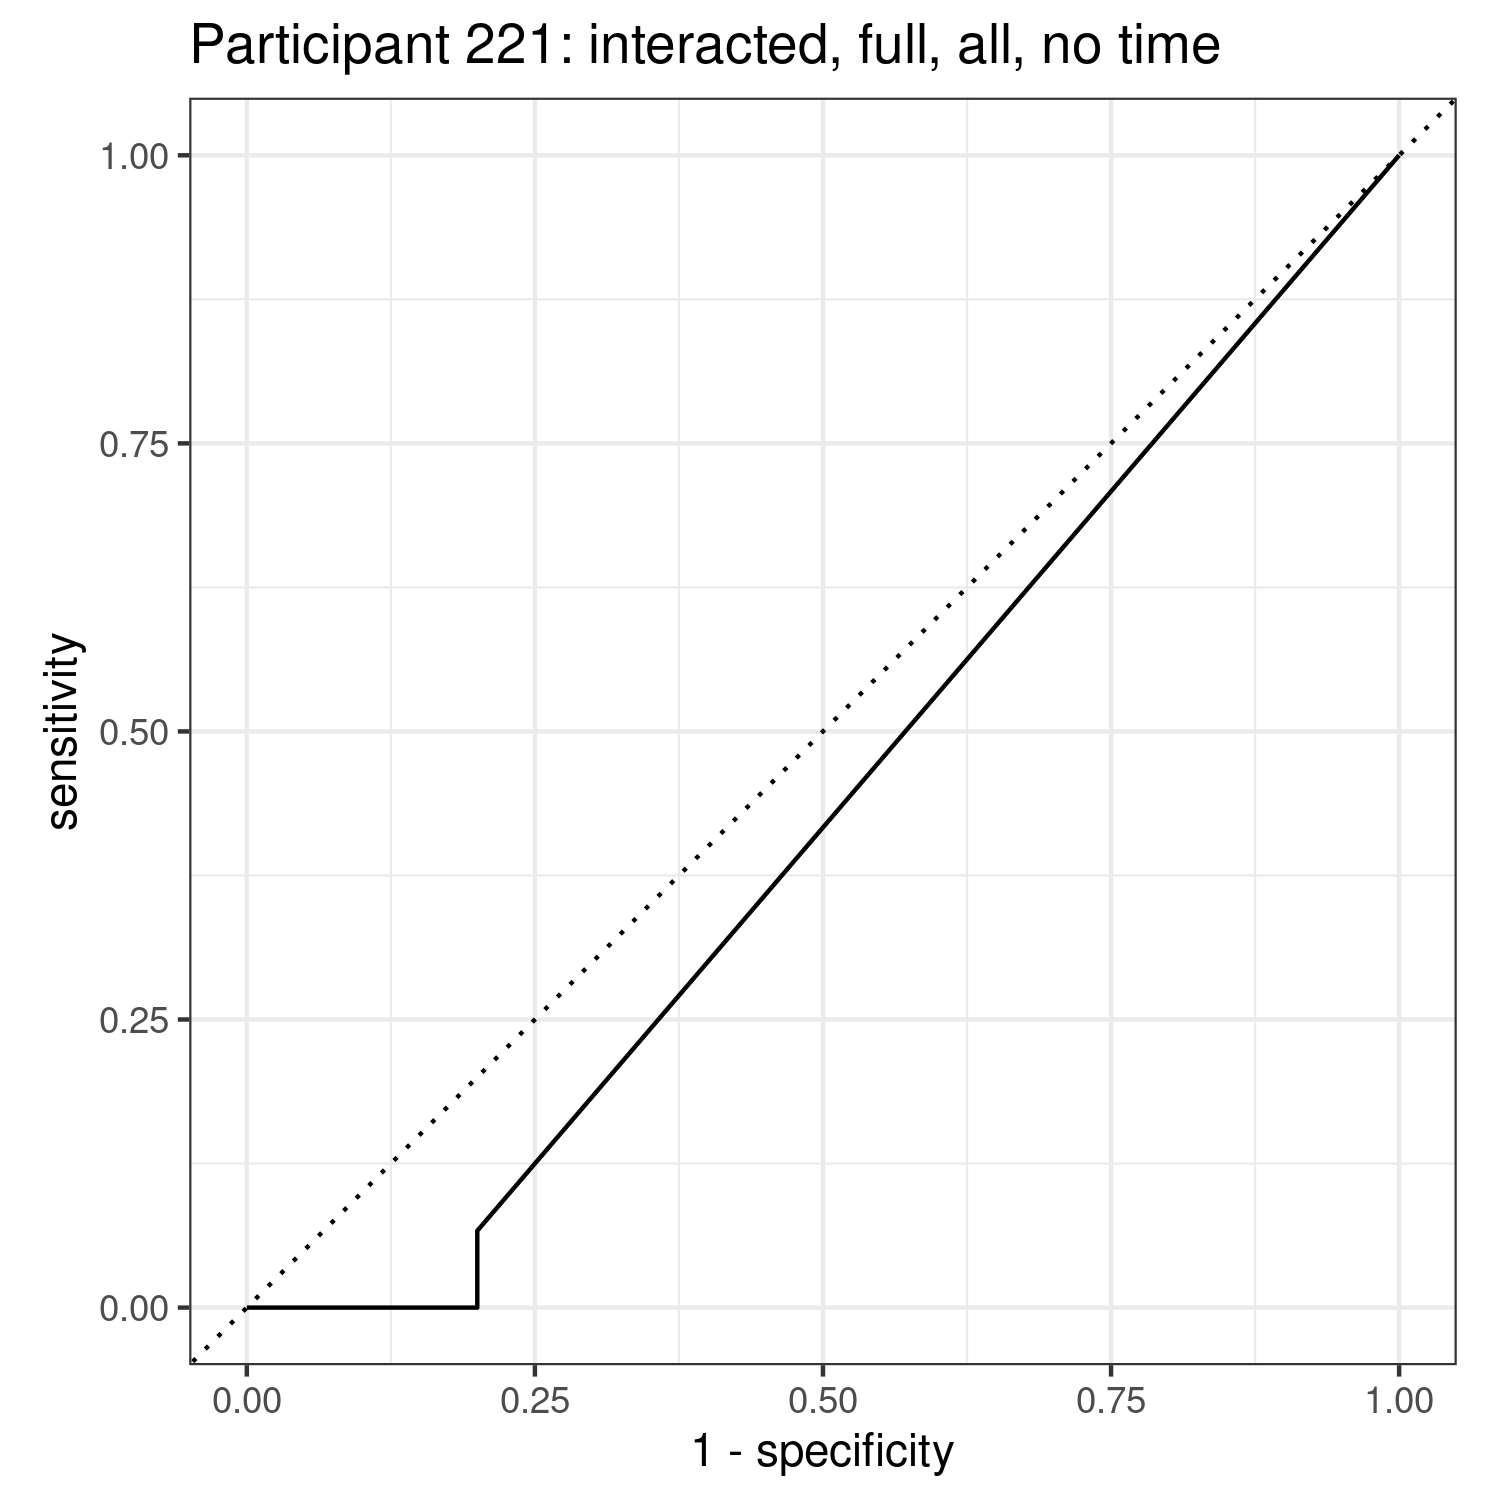 Participant 221: interacted, full, all, no time
1.00
0.75
0.50
0.25
0.00
sensitivity
0.00 0.25 0.50 0.75 1.00
1 - specificity